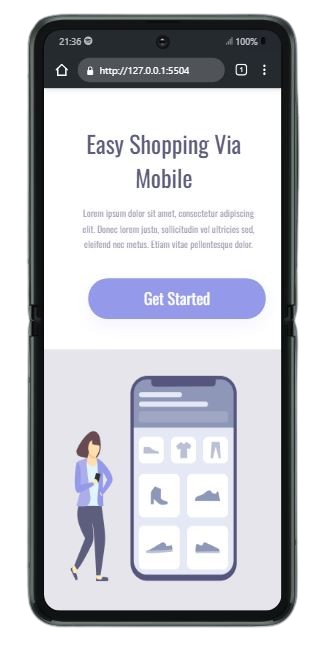 21:36
100%
http://127.0.0.1:5504
1
Easy Shopping Via
Mobile
Lorem ipsum dolor sit amet, consectetur adipiscing
elit. Donec lorem justo, sollicitudin vel ultricies sed,
eleifend nec metus. Etiam vitae pellentesque dolor.
Get Started